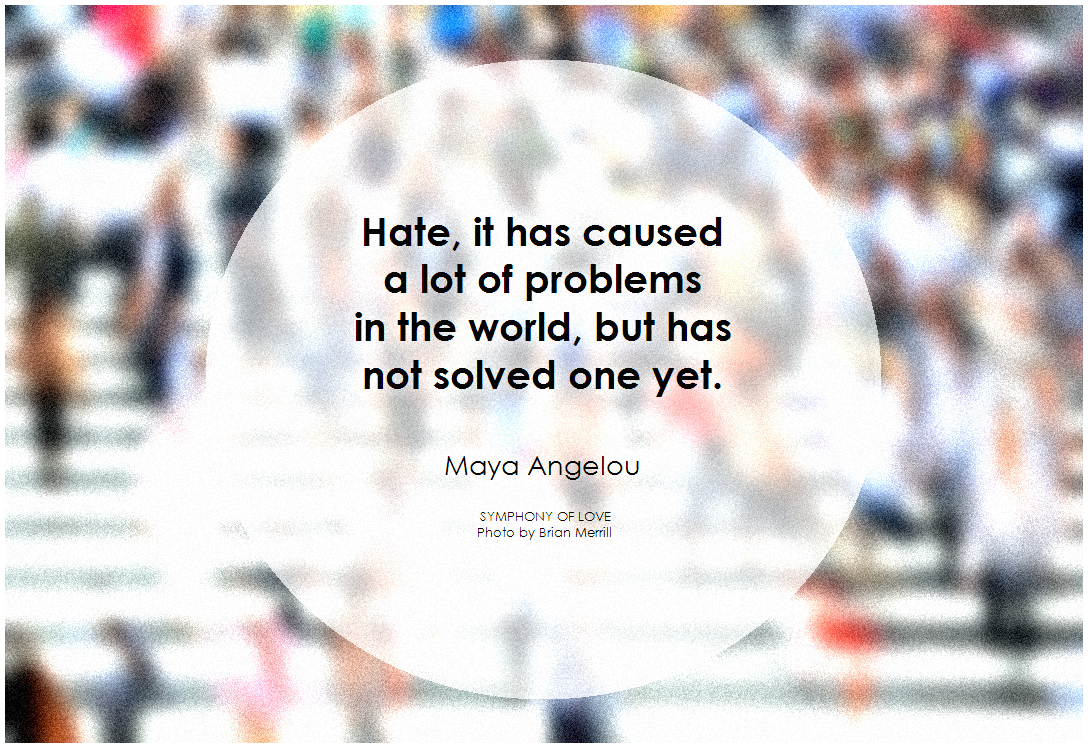 Hate, it has caused
a lot of problems
in the world, but has
not solved one yet.
Maya Angelou
SYMPHONY OF LOVE
Photo by Brian Merrill